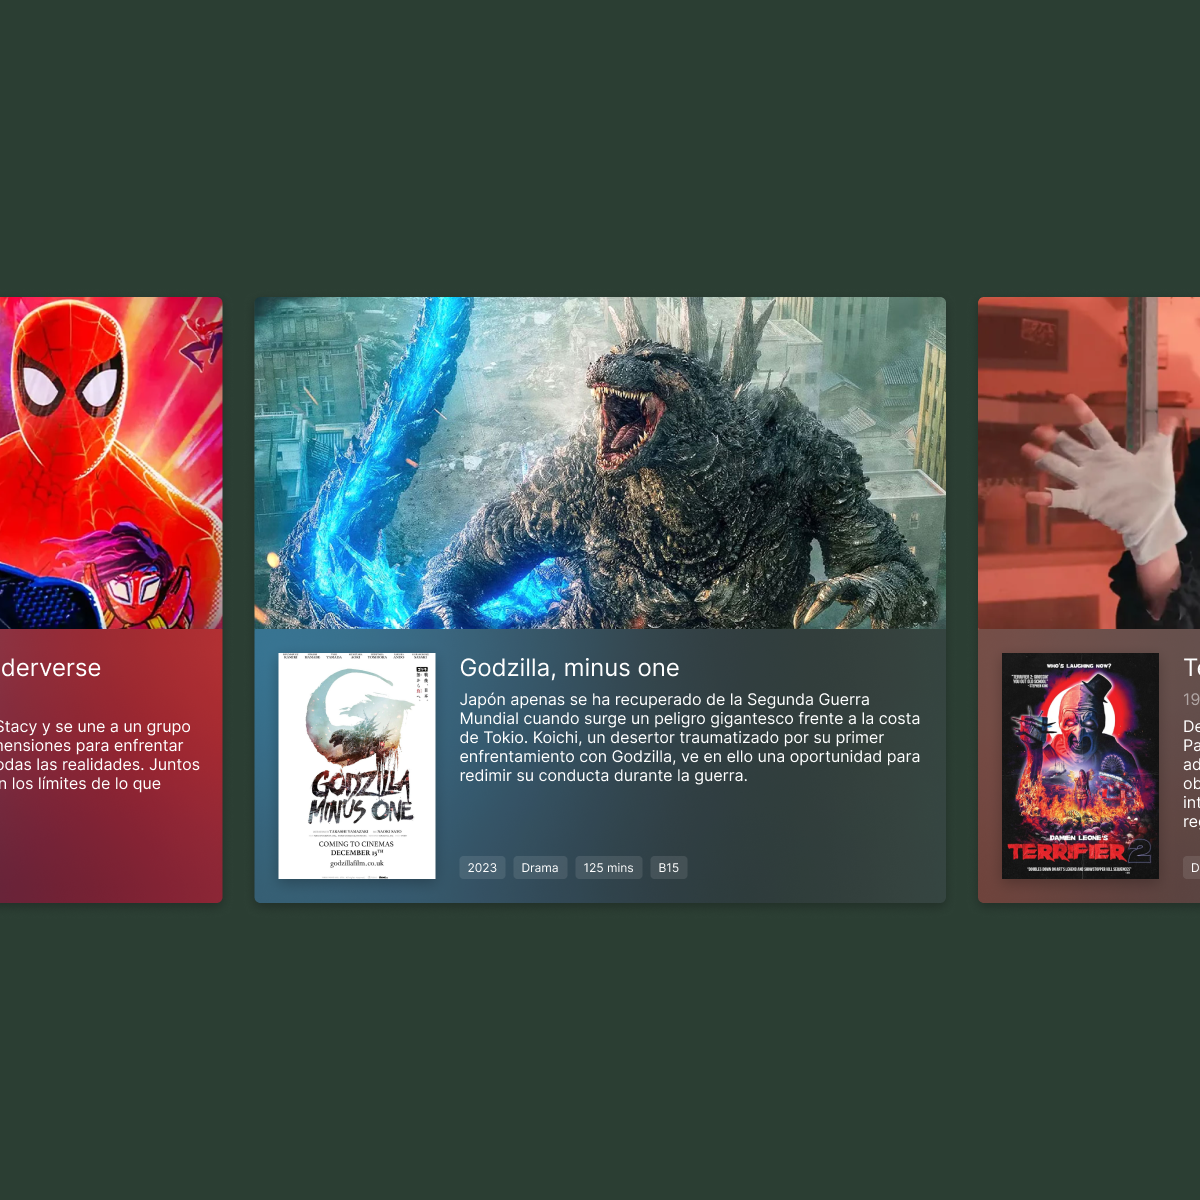 derverse
Stacy y se une a un grupo
nensiones para enfrentar
odas las realidades. Juntos
n los límites de lo que
GODZILLA
MINUS ONE
COMING TO CINEMAS
DECEMBER 15TH
godzillafilm.co.uk
Godzilla, minus one
Japón apenas se ha recuperado de la Segunda Guerra
Mundial cuando surge un peligro gigantesco frente a la costa
de Tokio. Koichi, un desertor traumatizado por su primer
enfrentamiento con Godzilla, ve en ello una oportunidad para
redimir su conducta durante la guerra.
2023
Drama
125 mins
B15
WHO'S LAUGHING NOW?
DAMIEN LEONE'S
TERRIFIER 2
19
De
Pa
ad
ob
int
reg
D